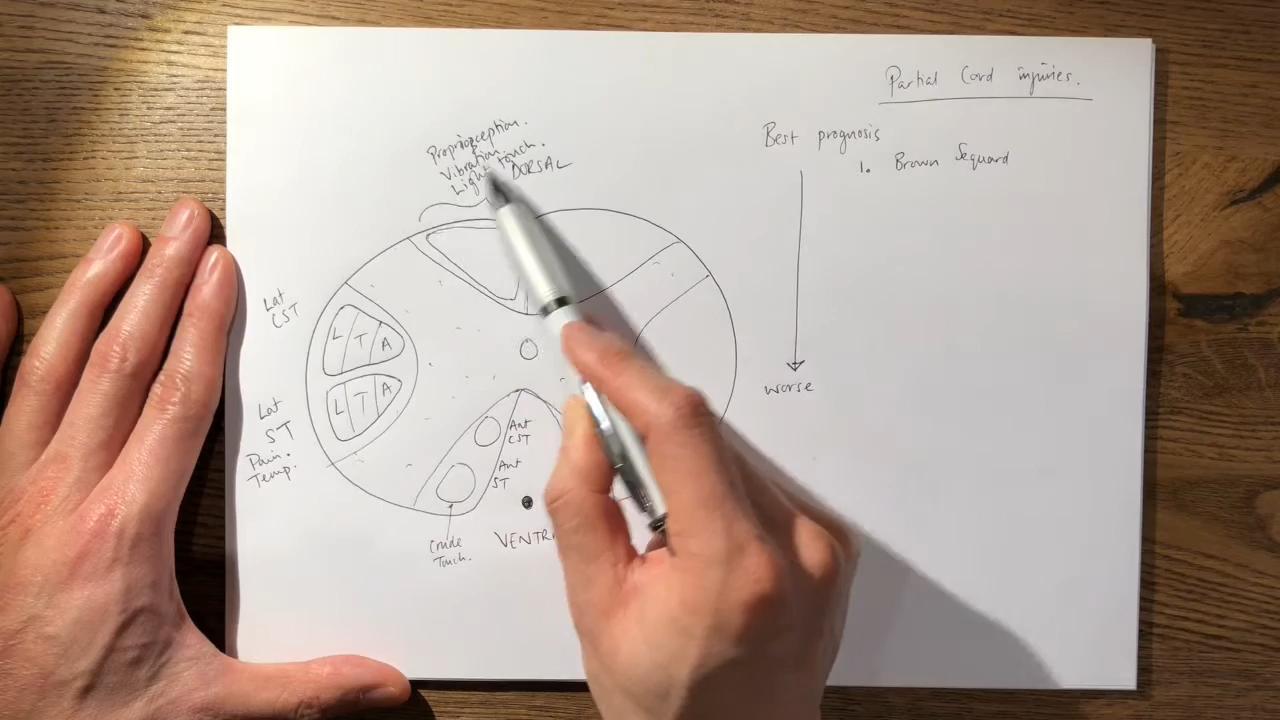 Partial Cord injuries.
Best prognosis
1. Brown Sequard
worse
Proprioception.
Vibration.
Light touch.
DORSAL
Lat
CST
L T A
L T A
Lat
ST
Pain.
Temp.
Ant
CST
Ant
ST
Crude
Touch.
VENTR